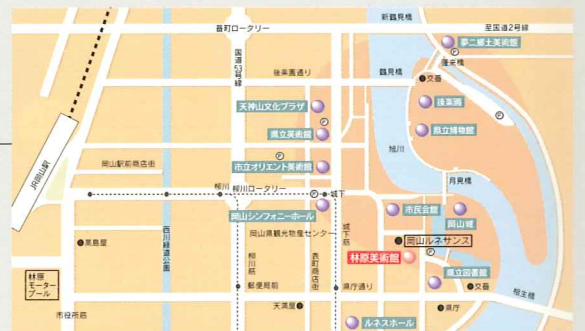 新鶴見橋
番町ロータリー
至国道2号線
夢二郷土美術館
P
蓬莱橋
国道53号線
後楽園通り
鶴見橋
交番
天神山文化プラザ
後楽園
P
県立美術館
P
県立博物館
P
旭川
市立オリエント美術館
岡山駅前商店街
JR岡山駅
月見橋
柳川
柳川ロータリー
P
城下
市民会館
岡山城
岡山シンフォニーホール
西川緑道公園
高島屋
岡山県観光物産センター
城下筋
岡山ルネサンス
林原美術館
P
柳川筋
表町商店街
林原
モーター
プール
県立図書館
交番
郵便局前
県庁通り
相生橋
市役所筋
天満屋
県庁
ルネスホール